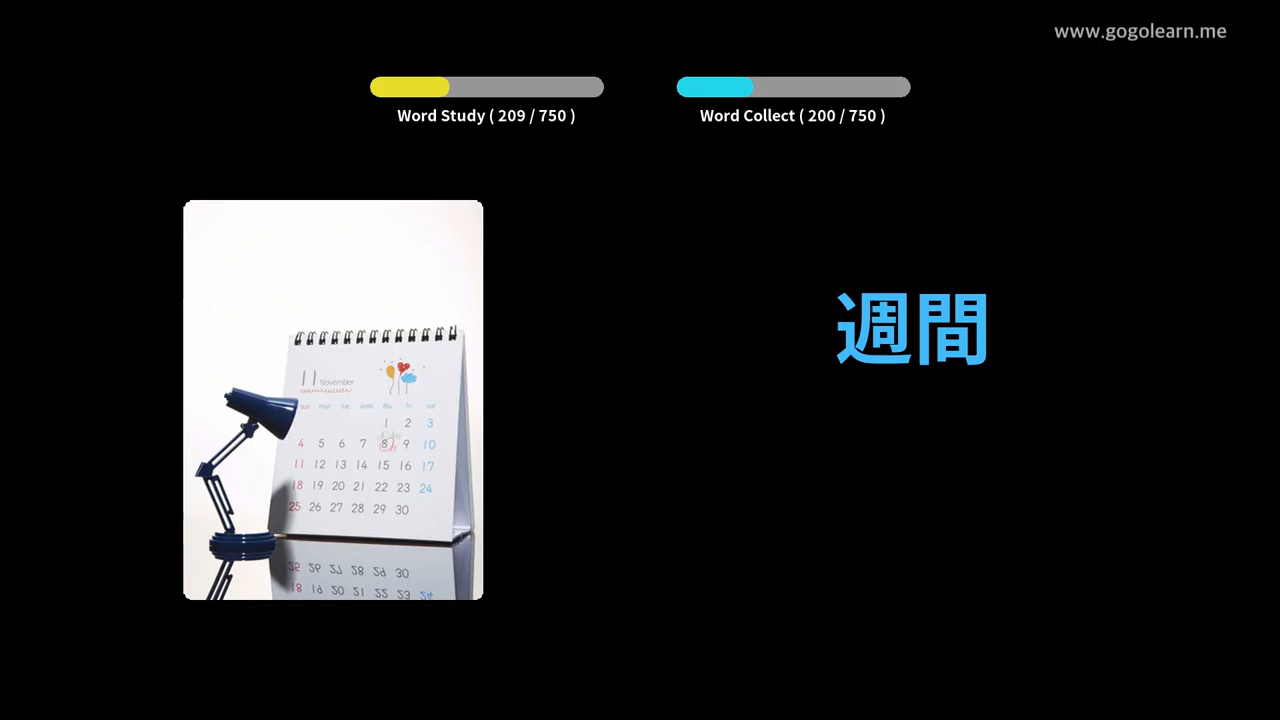 www.gogolearn.me
Word Study ( 209 / 750 )
Word Collect ( 200 / 750 )
週間
11 November
sun mon tue wed thu fri sat
1 2 3
4 5 6 7 8 9 10
11 12 13 14 15 16 17
18 19 20 21 22 23 24
25 26 27 28 29 30